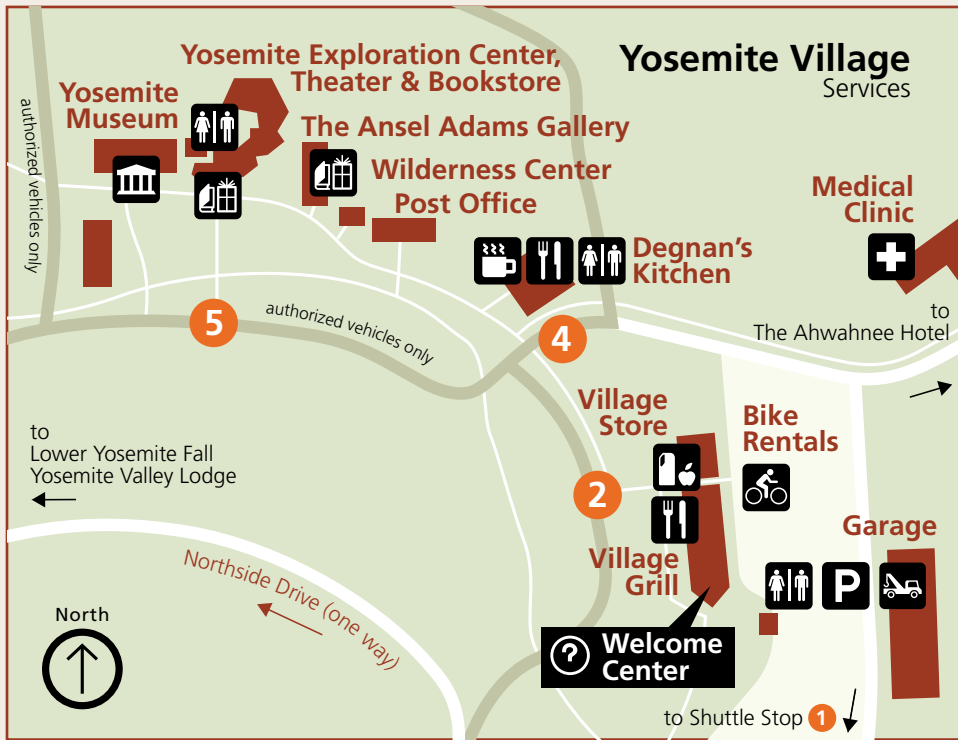 Yosemite Village
Services
Yosemite Exploration Center,
Theater & Bookstore
Yosemite
Museum
The Ansel Adams Gallery
Wilderness Center
Post Office
Medical
Clinic
Degnan's
Kitchen
authorized vehicles only
to
The Ahwahnee Hotel
5
authorized vehicles only
4
Village
Store
Bike
Rentals
to
Lower Yosemite Fall
Yosemite Valley Lodge
2
Garage
Village
Grill
P
Northside Drive (one way)
North
?
Welcome
Center
to Shuttle Stop 1